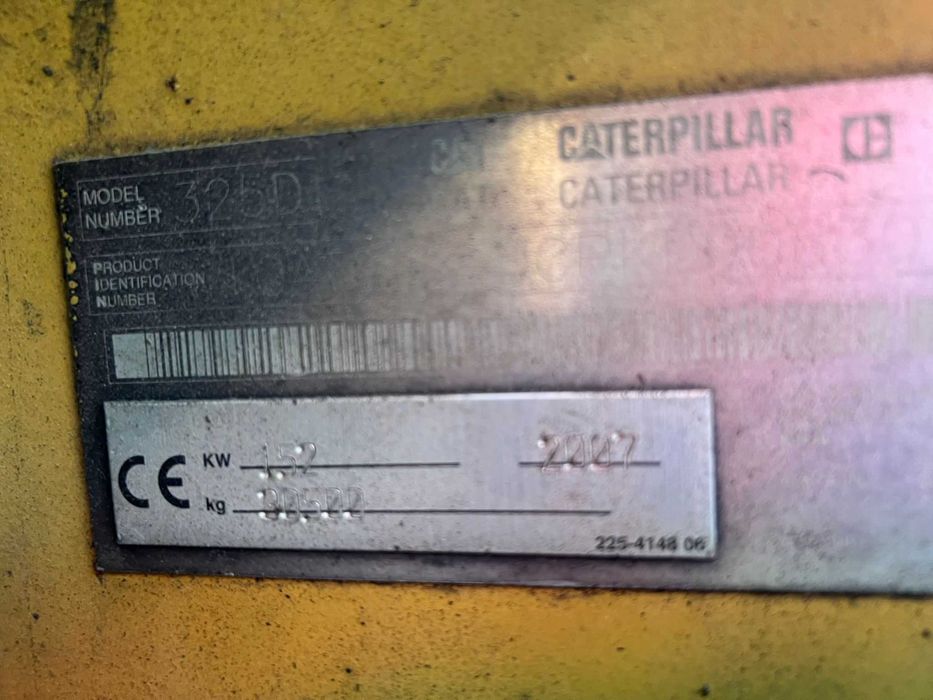 CATERPILLAR
CATERPILLAR
MODEL
NUMBER 325D
PRODUCT
IDENTIFICATION
NUMBER
CE
KW 152 2007
kg 30500
225-4148 06